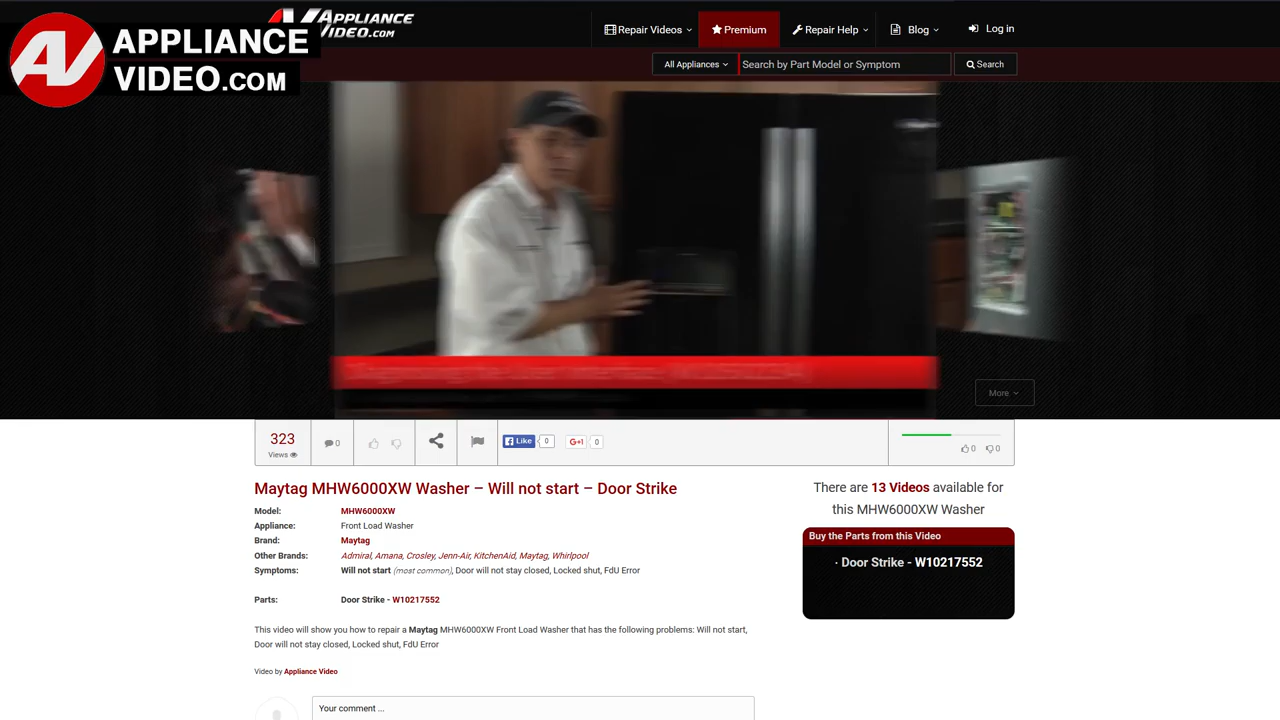 APPLIANCE
VIDEO.COM
APPLIANCE
VIDEO.COM
Repair Videos
Premium
Repair Help
Blog
Log in
All Appliances
Search by Part Model or Symptom
Search
More
323
Views
0
Like
0
G+1
0
0
0
Maytag MHW6000XW Washer – Will not start – Door Strike
Model: MHW6000XW
Appliance: Front Load Washer
Brand: Maytag
Other Brands: Admiral, Amana, Crosley, Jenn-Air, KitchenAid, Maytag, Whirlpool
Symptoms: Will not start (most common), Door will not stay closed, Locked shut, FdU Error
Parts: Door Strike - W10217552
This video will show you how to repair a Maytag MHW6000XW Front Load Washer that has the following problems: Will not start,
Door will not stay closed, Locked shut, FdU Error
Video by Appliance Video
Your comment ...
There are 13 Videos available for
this MHW6000XW Washer
Buy the Parts from this Video
· Door Strike - W10217552